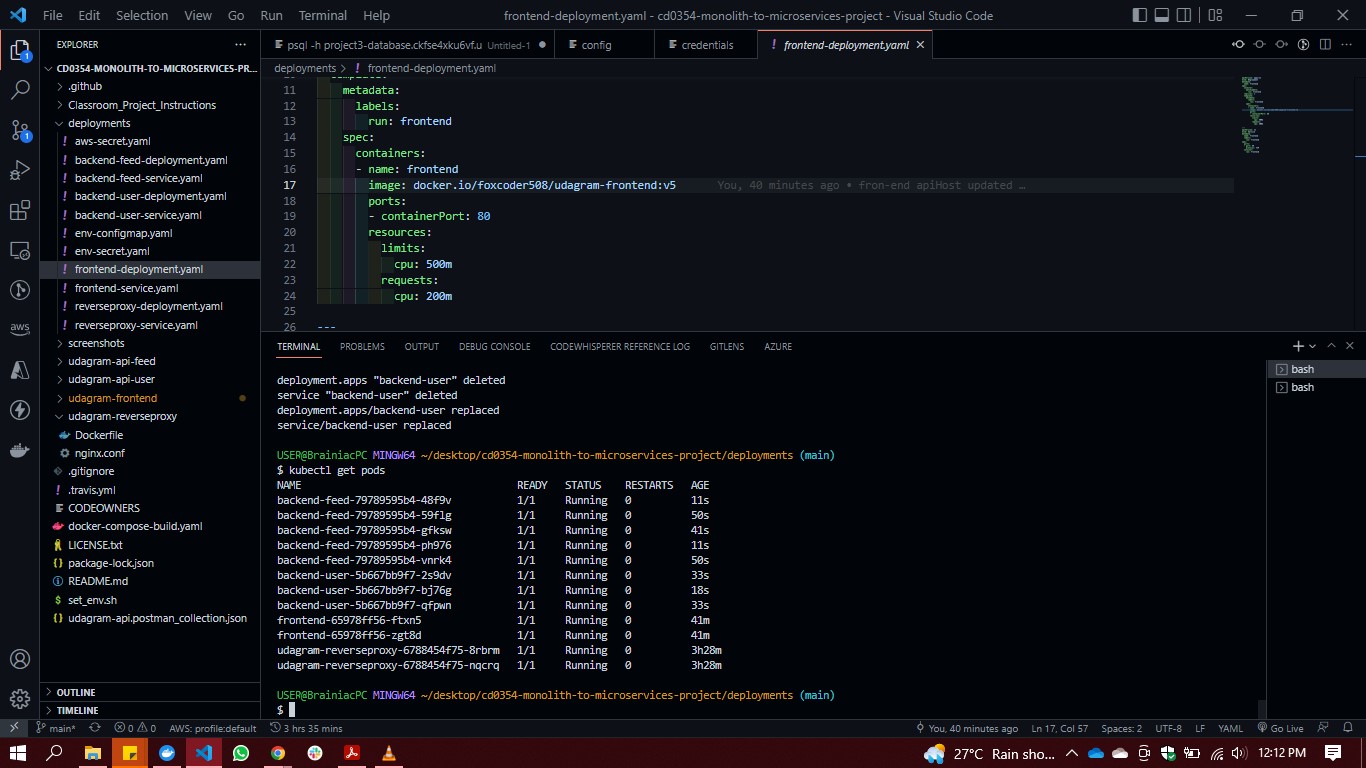 File Edit Selection View Go Run Terminal Help
frontend-deployment.yaml - cd0354-monolith-to-microservices-project - Visual Studio Code
EXPLORER
CD0354-MONOLITH-TO-MICROSERVICES-PR...
.github
Classroom_Project_Instructions
deployments
aws-secret.yaml
backend-feed-deployment.yaml
backend-feed-service.yaml
backend-user-deployment.yaml
backend-user-service.yaml
env-configmap.yaml
env-secret.yaml
frontend-deployment.yaml
frontend-service.yaml
reverseproxy-deployment.yaml
reverseproxy-service.yaml
screenshots
udagram-api-feed
udagram-api-user
udagram-frontend
udagram-reverseproxy
Dockerfile
nginx.conf
.gitignore
.travis.yml
CODEOWNERS
docker-compose-build.yaml
LICENSE.txt
package-lock.json
README.md
set_env.sh
udagram-api.postman_collection.json
OUTLINE
TIMELINE
aws
1
1
psql -h project3-database.ckfse4xku6vf.u Untitled-1
config
credentials
frontend-deployment.yaml
deployments > frontend-deployment.yaml
11 metadata:
12 labels:
13 run: frontend
14 spec:
15 containers:
16 - name: frontend
17 image: docker.io/foxcoder508/udagram-frontend:v5 You, 40 minutes ago • fron-end apiHost updated …
18 ports:
19 - containerPort: 80
20 resources:
21 limits:
22 cpu: 500m
23 requests:
24 cpu: 200m
25
26 ---
TERMINAL PROBLEMS OUTPUT DEBUG CONSOLE CODEWHISPERER REFERENCE LOG GITLENS AZURE
bash
bash
deployment.apps "backend-user" deleted
service "backend-user" deleted
deployment.apps/backend-user replaced
service/backend-user replaced
USER@BrainiacPC MINGW64 ~/desktop/cd0354-monolith-to-microservices-project/deployments (main)
$ kubectl get pods
NAME READY STATUS RESTARTS AGE
backend-feed-79789595b4-48f9v 1/1 Running 0 11s
backend-feed-79789595b4-59flg 1/1 Running 0 50s
backend-feed-79789595b4-gfksw 1/1 Running 0 41s
backend-feed-79789595b4-ph976 1/1 Running 0 11s
backend-feed-79789595b4-vnrk4 1/1 Running 0 50s
backend-user-5b667bb9f7-2s9dv 1/1 Running 0 33s
backend-user-5b667bb9f7-bj76g 1/1 Running 0 18s
backend-user-5b667bb9f7-qfpwn 1/1 Running 0 33s
frontend-65978ff56-ftxn5 1/1 Running 0 41m
frontend-65978ff56-zgt8d 1/1 Running 0 41m
udagram-reverseproxy-6788454f75-8rbrm 1/1 Running 0 3h28m
udagram-reverseproxy-6788454f75-nqcrq 1/1 Running 0 3h28m
USER@BrainiacPC MINGW64 ~/desktop/cd0354-monolith-to-microservices-project/deployments (main)
$
main* 0 0 AWS: profile:default 3 hrs 35 mins You, 40 minutes ago Ln 17, Col 57 Spaces: 2 UTF-8 LF YAML Go Live
27°C Rain sho... 12:12 PM